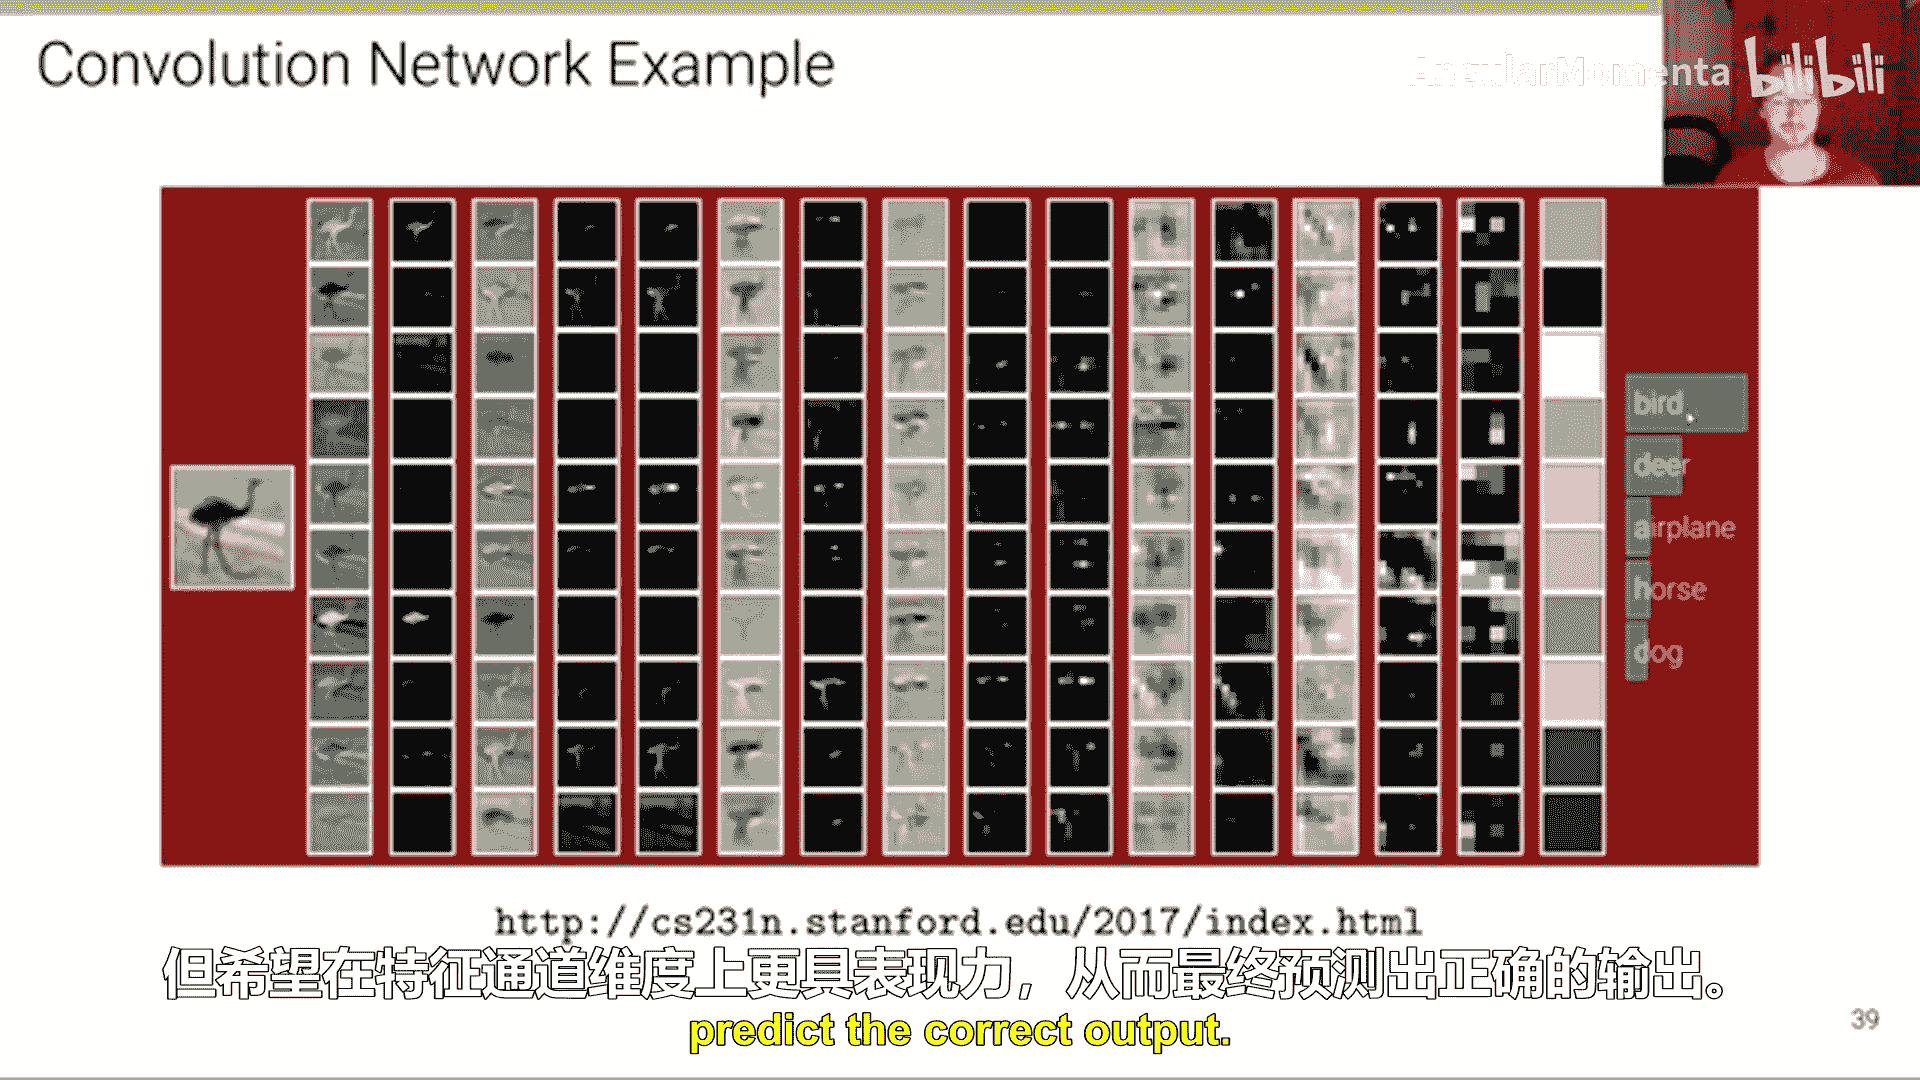 Convolution Network Example
AngularMomenta bilibili
bird
deer
airplane
horse
dog
http://cs231n.stanford.edu/2017/index.html
但希望在特征通道维度上更具表现力，从而最终预测出正确的输出。
predict the correct output.
39